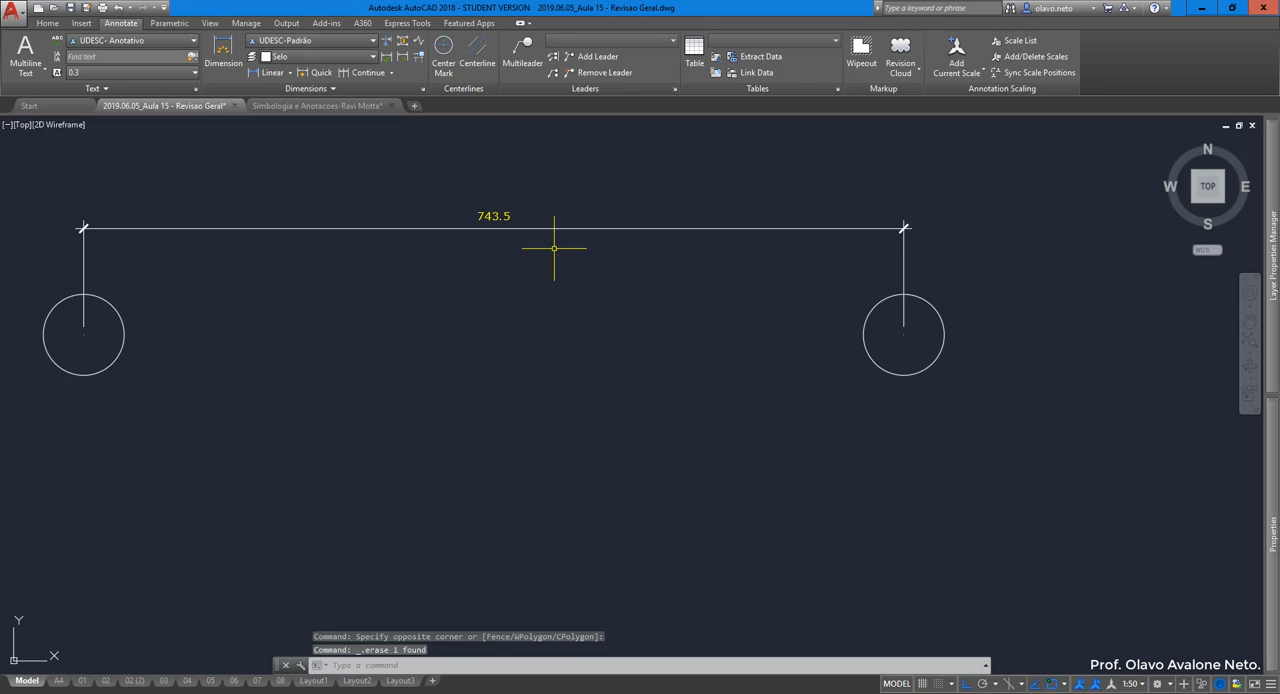 Autodesk AutoCAD 2018 - STUDENT VERSION 2019.06.05_Aula 15 - Revisao Geral.dwg
Type a keyword or phrase
olavo.neto
Home Insert Annotate Parametric View Manage Output Add-ins A360 Express Tools Featured Apps
UDESC- Anotativo
Find text
0.3
Multiline
Text
Text
Dimension
UDESC-Padrão
Selo
Linear Quick Continue
Dimensions
Center
Mark
Centerline
Centerlines
Multileader
Add Leader
Remove Leader
Leaders
Table
Extract Data
Link Data
Tables
Wipeout
Revision
Cloud
Markup
Add
Current Scale
Scale List
Add/Delete Scales
Sync Scale Positions
Annotation Scaling
Start 2019.06.05_Aula 15 - Revisao Geral* Simbologia e Anotacoes-Ravi Motta*
[−][Top][2D Wireframe]
743.5
N
W TOP E
S
WCS
Layer Properties Manager
Properties
Y
X
Command: Specify opposite corner or [Fence/WPolygon/CPolygon]:
Command: _.erase 1 found
Type a command
Prof. Olavo Avalone Neto.
Model A4 01 02 02 (2) 03 04 05 06 07 08 Layout1 Layout2 Layout3
MODEL 1:50